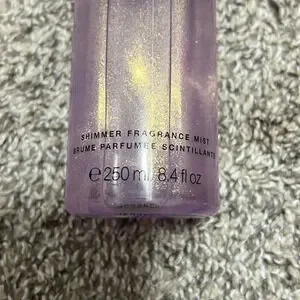 SHIMMER FRAGRANCE MIST
BRUME PARFUMÉE SCINTILLANTE
℮ 250 ml / 8.4 fl oz